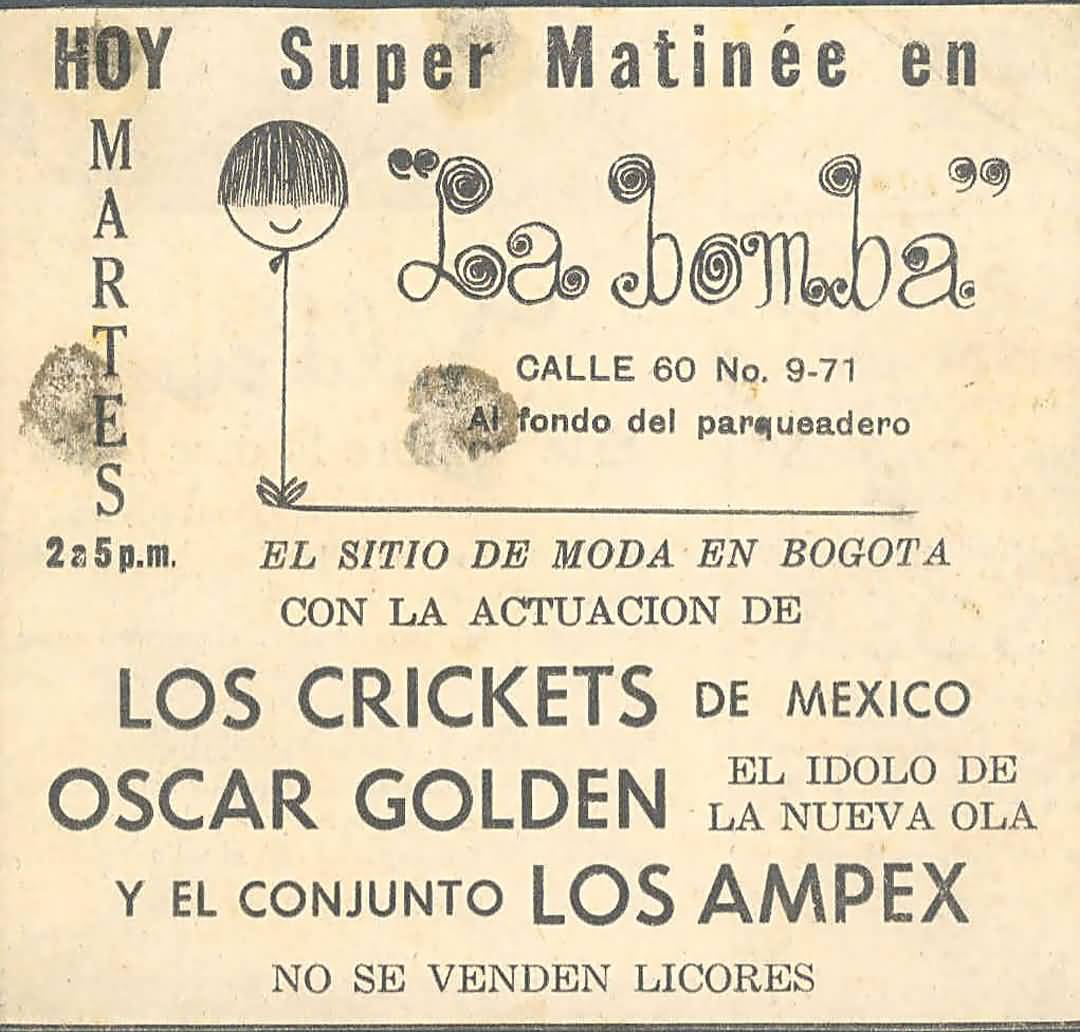 HOY Super Matinée en
MARTES
2 a 5 p.m.
"La bomba"
CALLE 60 No. 9-71
Al fondo del parqueadero
EL SITIO DE MODA EN BOGOTA
CON LA ACTUACION DE
LOS CRICKETS DE MEXICO
OSCAR GOLDEN EL IDOLO DE
LA NUEVA OLA
Y EL CONJUNTO LOS AMPEX
NO SE VENDEN LICORES